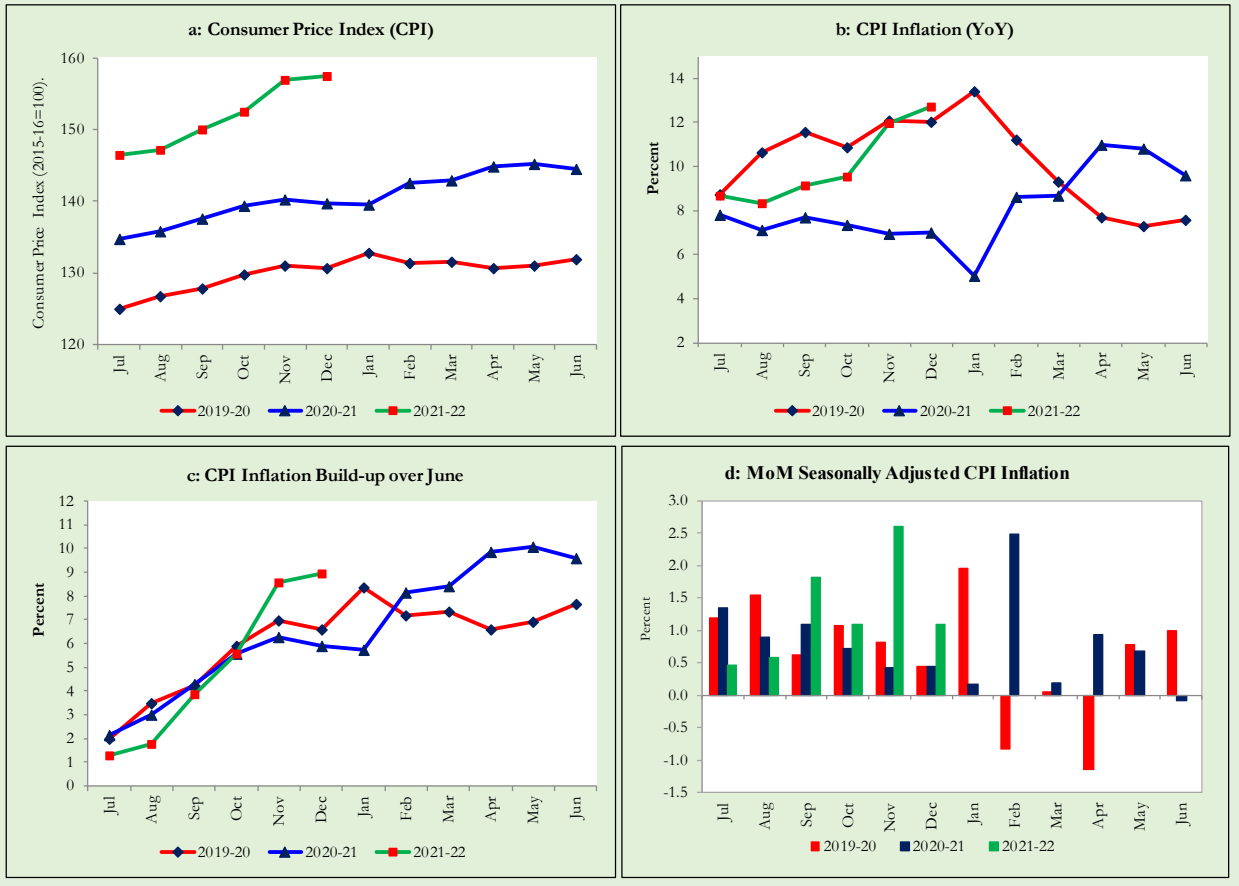 a: Consumer Price Index (CPI)
Consumer Price Index (2015-16=100).
160
150
140
130
120
Jul Aug Sep Oct Nov Dec Jan Feb Mar Apr May Jun
2019-20 2020-21 2021-22
b: CPI Inflation (YoY)
Percent
14
12
10
8
6
4
2
Jul Aug Sep Oct Nov Dec Jan Feb Mar Apr May Jun
2019-20 2020-21 2021-22
c: CPI Inflation Build-up over June
Percent
12
11
10
9
8
7
6
5
4
3
2
1
0
Jul Aug Sep Oct Nov Dec Jan Feb Mar Apr May Jun
2019-20 2020-21 2021-22
d: MoM Seasonally Adjusted CPI Inflation
Percent
3.0
2.5
2.0
1.5
1.0
0.5
0.0
-0.5
-1.0
-1.5
Jul Aug Sep Oct Nov Dec Jan Feb Mar Apr May Jun
2019-20 2020-21 2021-22